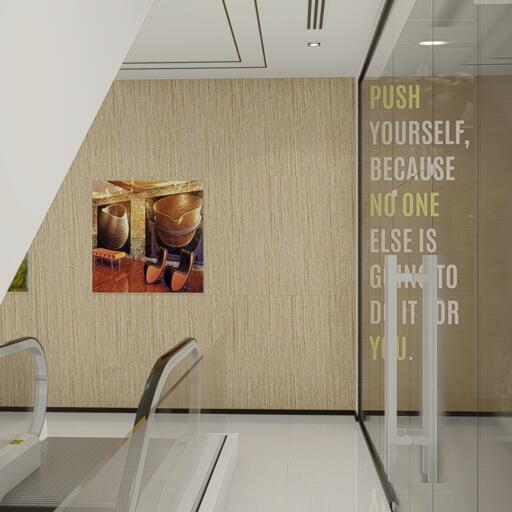 PUSH
YOURSELF,
BECAUSE
NO ONE
ELSE IS
GOING TO
DO IT FOR
YOU.